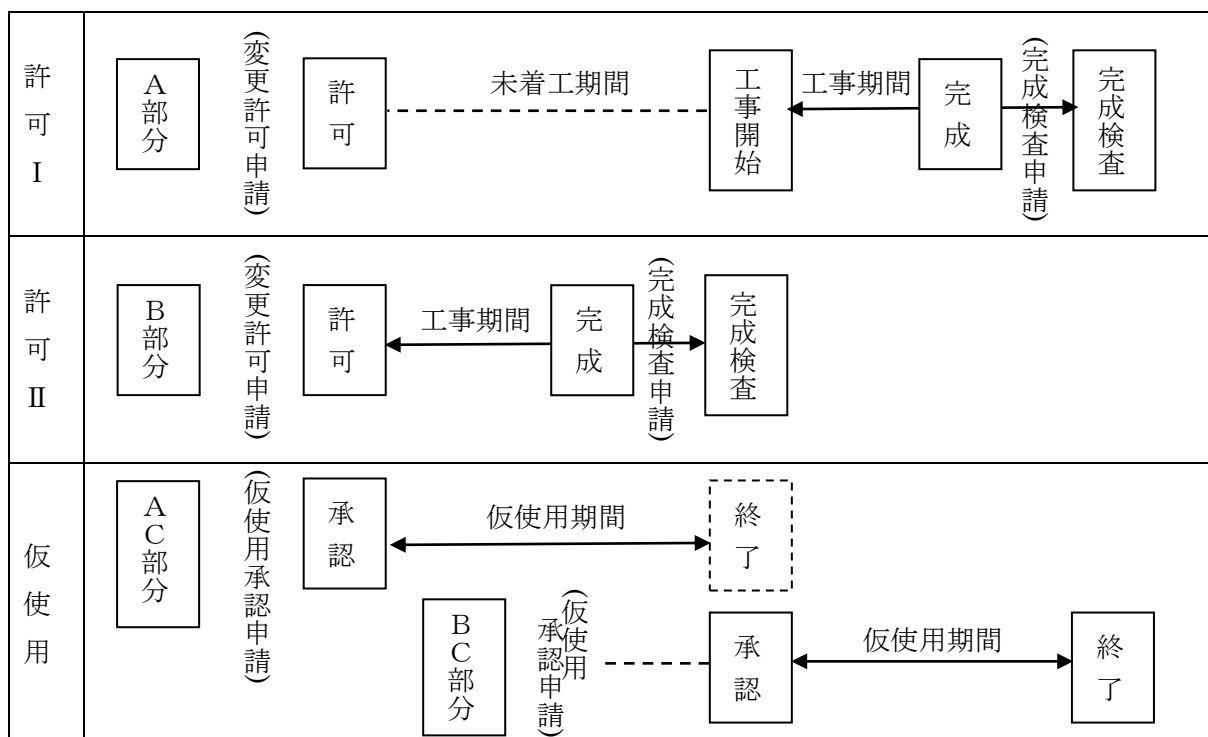 許可Ⅰ
A部分
(変更許可申請)
許可
未着工期間
工事開始
工事期間
完成
(完成検査申請)
完成検査
許可Ⅱ
B部分
(変更許可申請)
許可
工事期間
完成
(完成検査申請)
完成検査
仮使用
AC部分
(仮使用承認申請)
承認
仮使用期間
終了
BC部分
(仮使用
承認申請)
承認
仮使用期間
終了